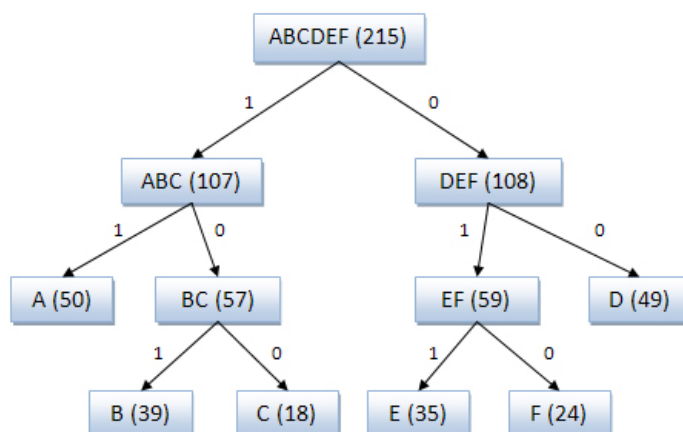 ABCDEF (215)
1 0
ABC (107) DEF (108)
1 0 1 0
A (50) BC (57) EF (59) D (49)
1 0 1 0
B (39) C (18) E (35) F (24)